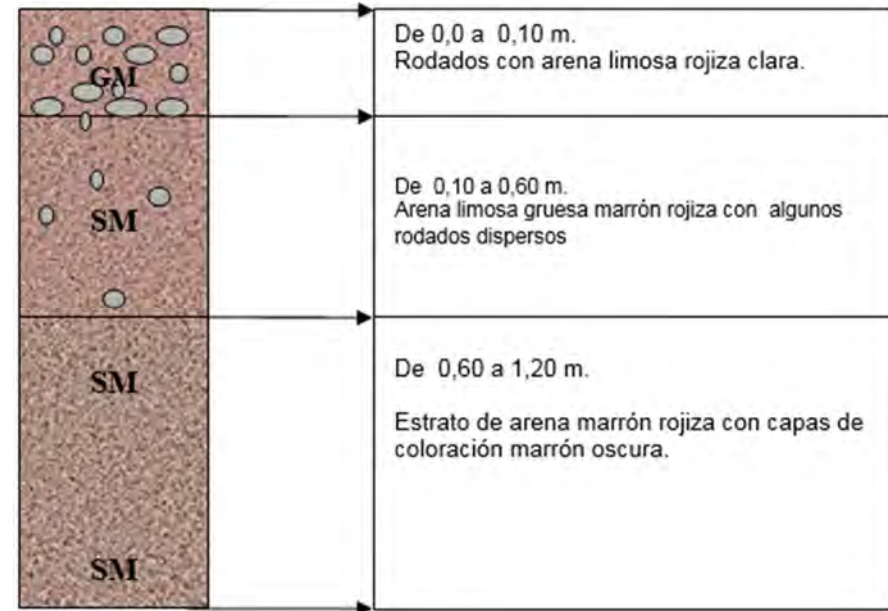 GM
De 0,0 a 0,10 m.
Rodados con arena limosa rojiza clara.
SM
De 0,10 a 0,60 m.
Arena limosa gruesa marrón rojiza con algunos
rodados dispersos
SM
De 0,60 a 1,20 m.
Estrato de arena marrón rojiza con capas de
coloración marrón oscura.
SM